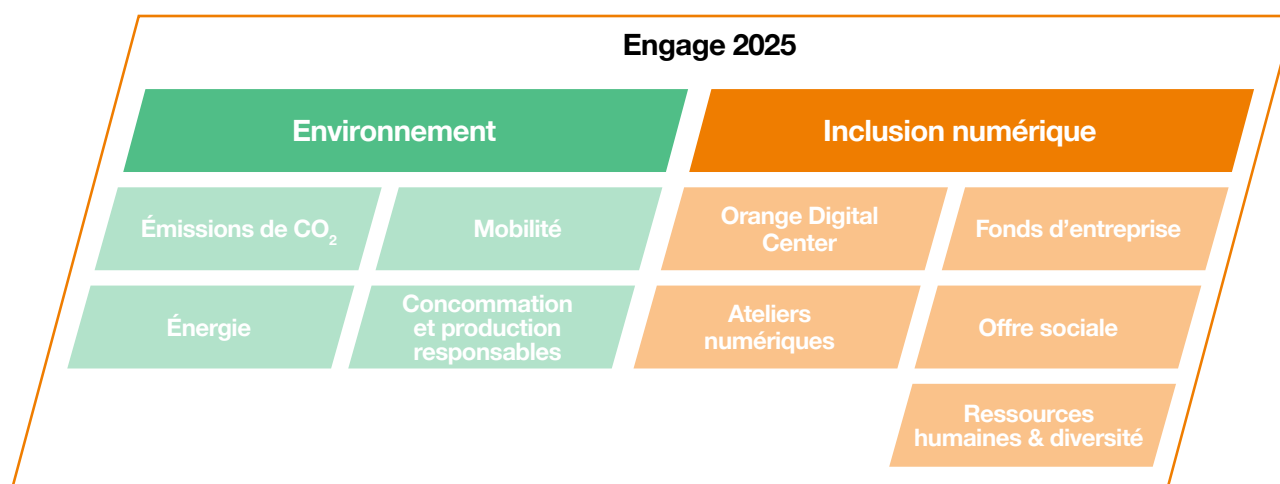 Engage 2025
Environnement
Inclusion numérique
Émissions de CO₂
Mobilité
Orange Digital
Center
Fonds d'entreprise
Énergie
Concommation
et production
responsables
Ateliers
numériques
Offre sociale
Ressources
humaines & diversité